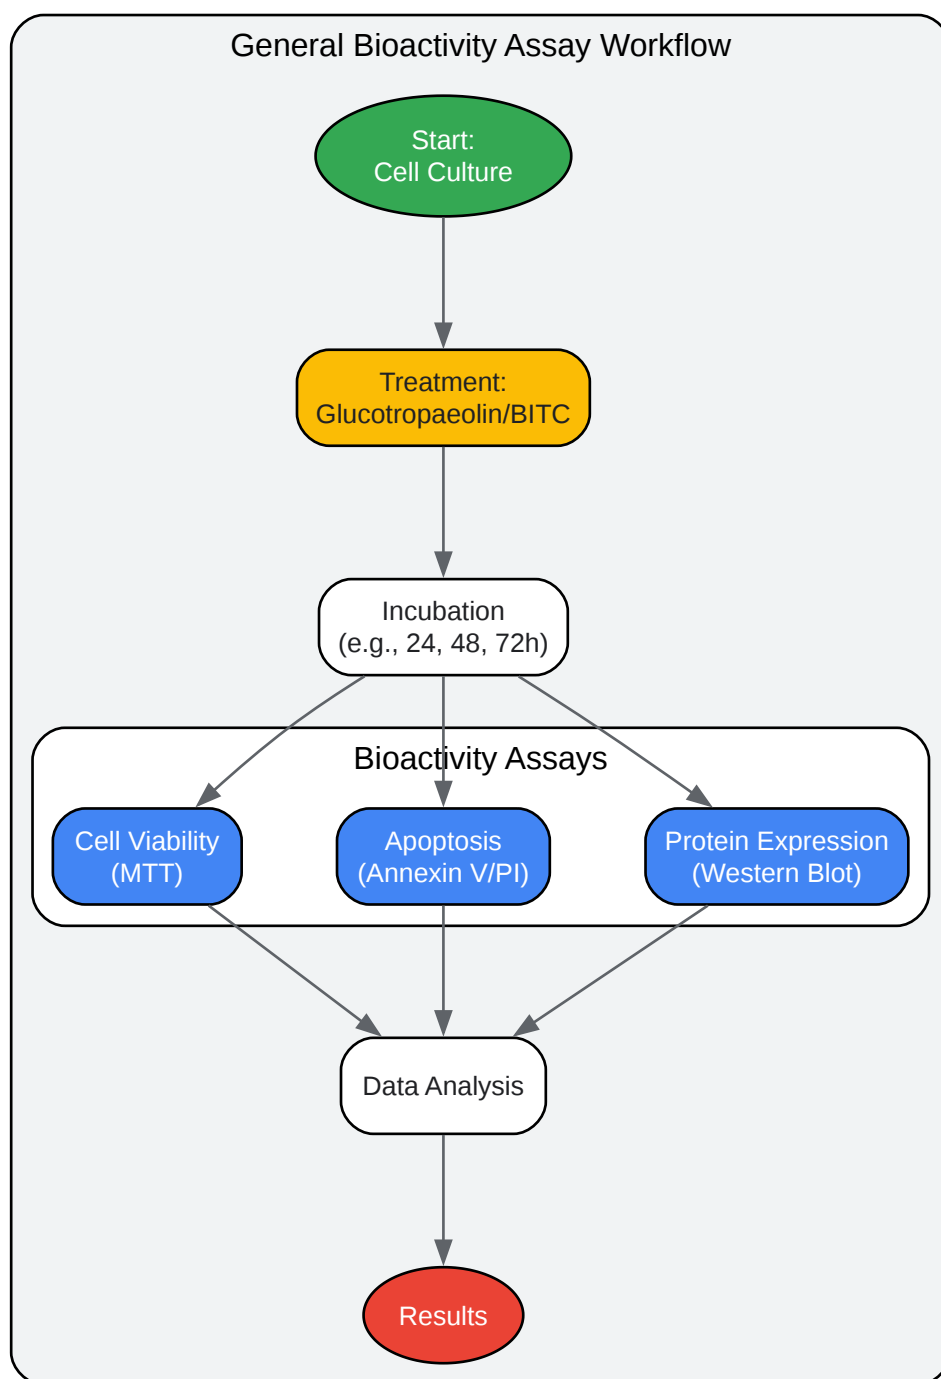 General Bioactivity Assay Workflow
Start:
Cell Culture
Treatment:
Glucotropaeolin/BITC
Incubation
(e.g., 24, 48, 72h)
Bioactivity Assays
Cell Viability
(MTT)
Apoptosis
(Annexin V/PI)
Protein Expression
(Western Blot)
Data Analysis
Results